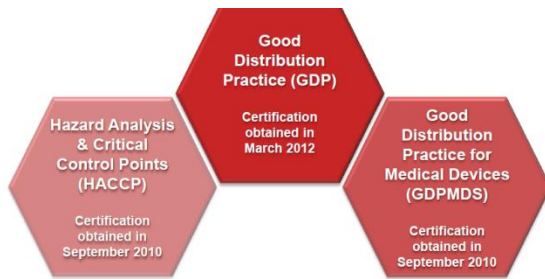 Hazard Analysis
& Critical
Control Points
(HACCP)
Certification
obtained in
September 2010
Good
Distribution
Practice (GDP)
Certification
obtained in
March 2012
Good
Distribution
Practice for
Medical Devices
(GDPMDS)
Certification
obtained in
September 2010